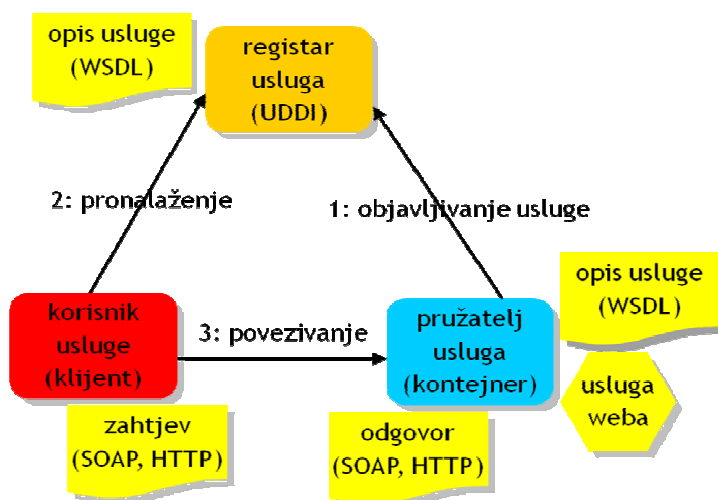 opis usluge
(WSDL)
registar
usluga
(UDDI)
2: pronalaženje
1: objavljivanje usluge
opis usluge
(WSDL)
korisnik
usluge
(klijent)
3: povezivanje
pružatelj
usluga
(kontejner)
usluga
weba
zahtjev
(SOAP, HTTP)
odgovor
(SOAP, HTTP)